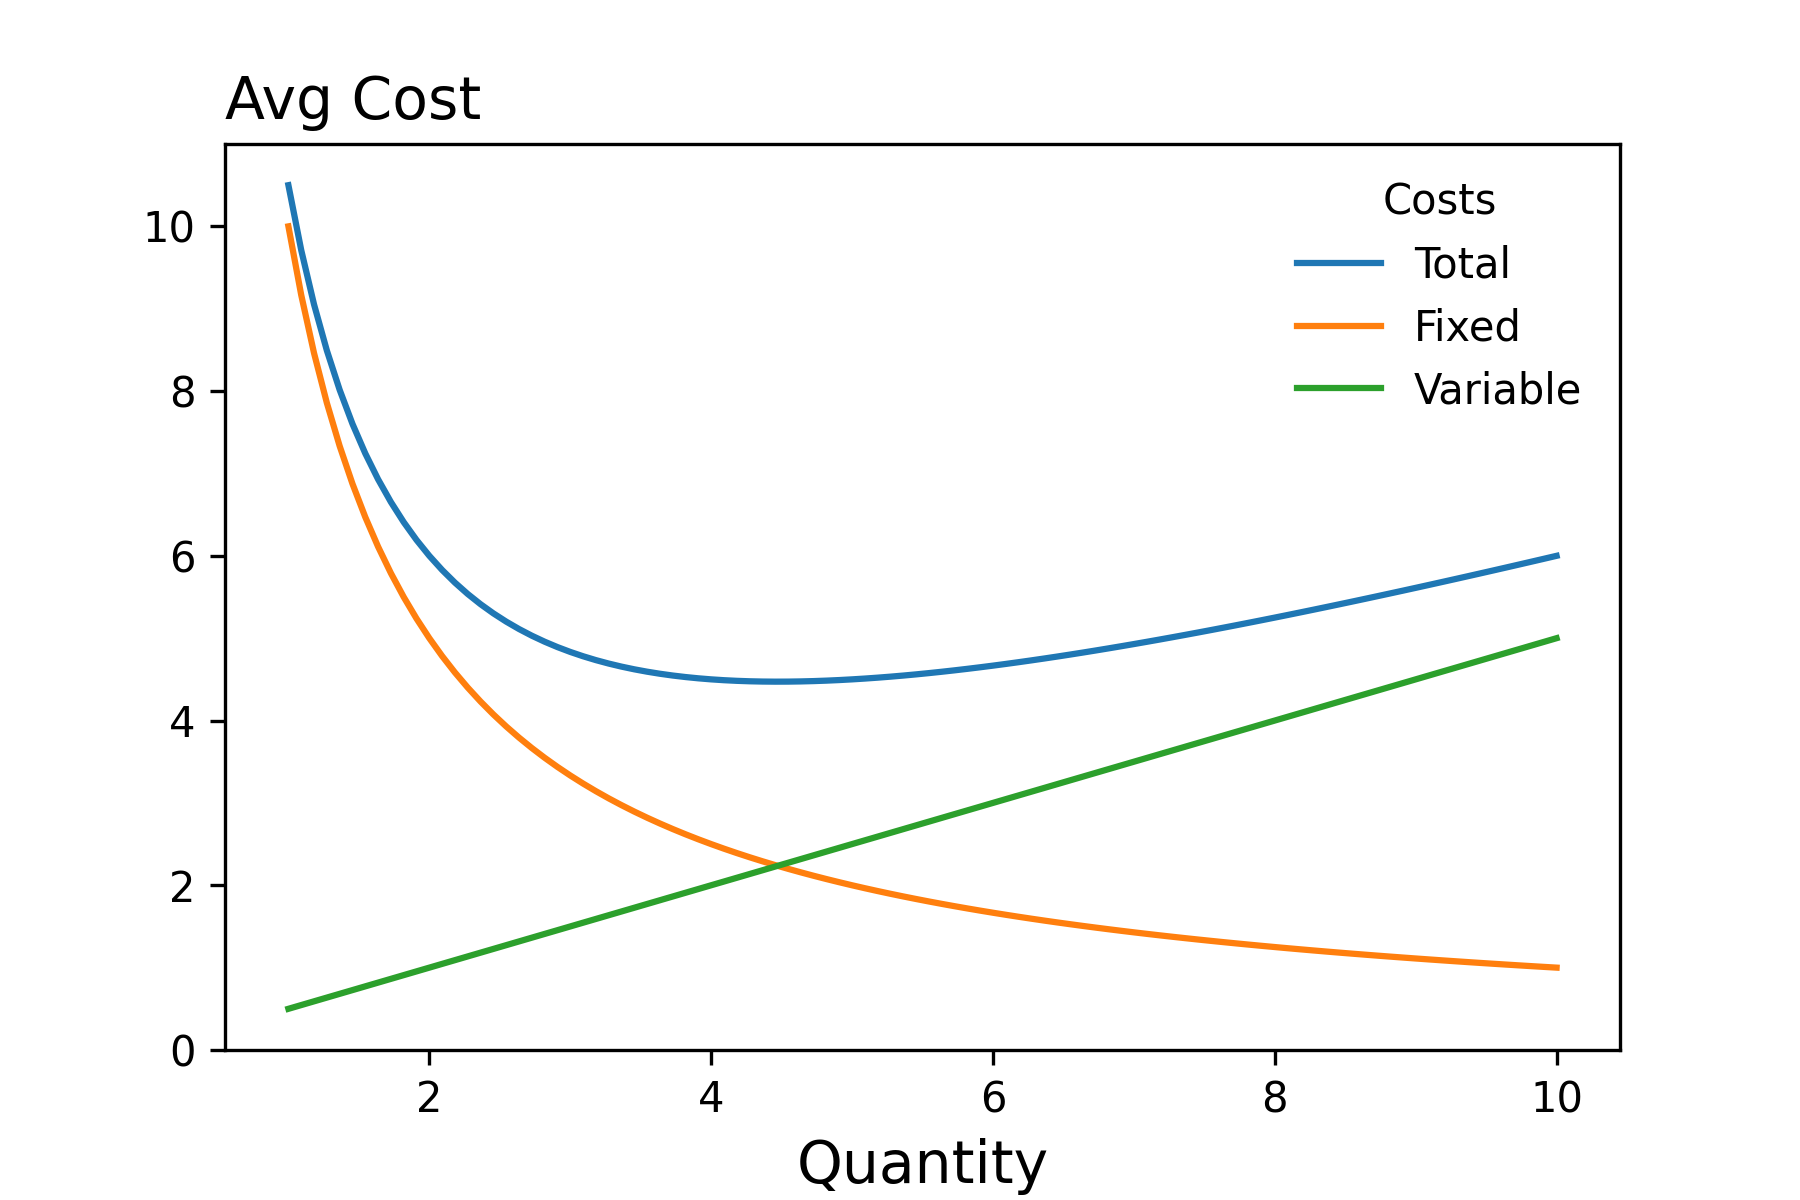 Avg Cost
Costs
Total
Fixed
Variable
10
8
6
4
2
0
2 4 6 8 10
Quantity